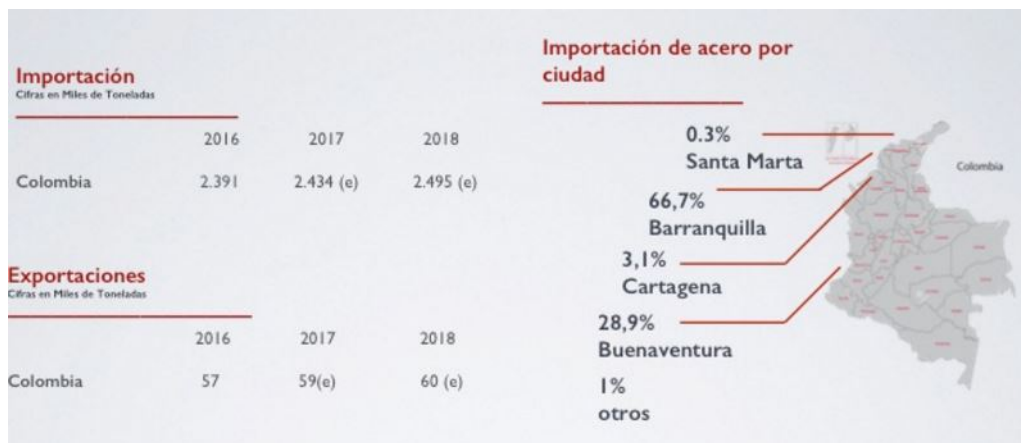 Importación
Cifras en Miles de Toneladas
2016 2017 2018
Colombia 2.391 2.434 (e) 2.495 (e)
Exportaciones
Cifras en Miles de Toneladas
2016 2017 2018
Colombia 57 59(e) 60 (e)
Importación de acero por
ciudad
0.3%
Santa Marta
66,7%
Barranquilla
3,1%
Cartagena
28,9%
Buenaventura
1%
otros
Colombia